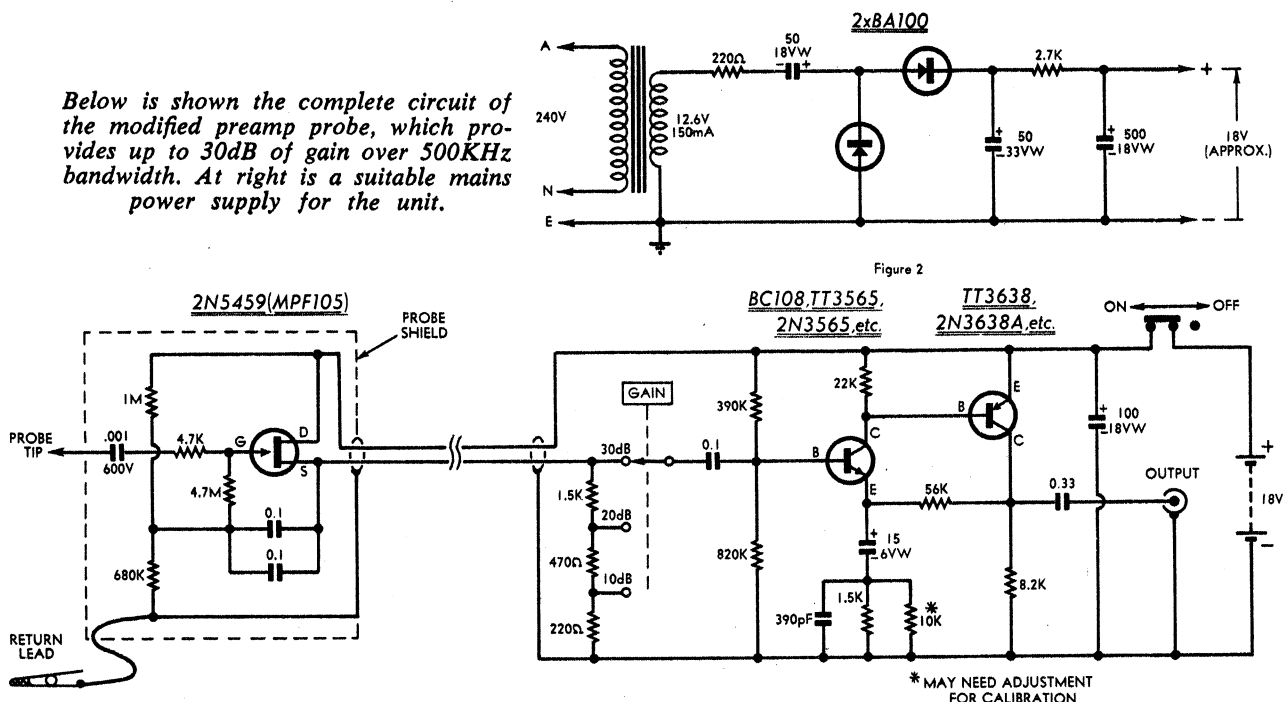 Below is shown the complete circuit of
the modified preamp probe, which pro-
vides up to 30dB of gain over 500KHz
bandwidth. At right is a suitable mains
power supply for the unit.
2xBA100
A
240V
N
E
12.6V
150mA
220Ω
50
18VW
- +
2.7K
+
50
- 33VW
+
500
- 18VW
+
18V
(APPROX.)
-
Figure 2
2N5459(MPF105)
PROBE
SHIELD
PROBE
TIP
.001
600V
1M
4.7K
G
D
S
4.7M
0.1
0.1
680K
RETURN
LEAD
GAIN
30dB
1.5K
20dB
470Ω
10dB
220Ω
0.1
BC108,TT3565,
2N3565,etc.
TT3638,
2N3638A,etc.
ON
OFF
390K
22K
820K
B
C
E
B
E
C
56K
+
15
- 6VW
390pF
1.5K
*
10K
8.2K
0.33
+
100
- 18VW
OUTPUT
+
18V
-
* MAY NEED ADJUSTMENT
FOR CALIBRATION